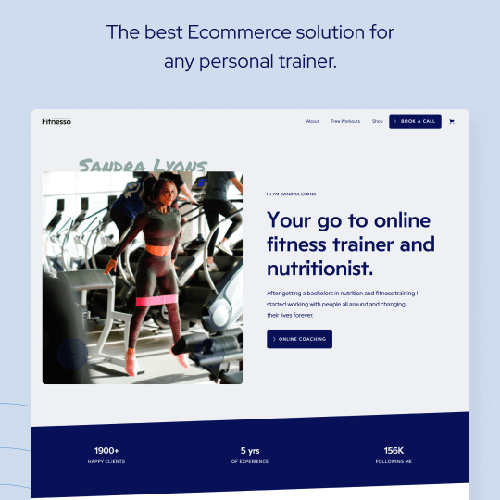 The best Ecommerce solution for
any personal trainer.
Fitnesso
About Free Workouts Shop BOOK A CALL
SANDRA LYONS
SANDRA LYONS
Your go to online
fitness trainer and
nutritionist.
After getting a bachelors in nutrition and fitness training I
started working with people all around and changing
their lives forever.
ONLINE COACHING
1900+ 5 yrs 156K
HAPPY CLIENTS OF EXPERIENCE FOLLOWING ME